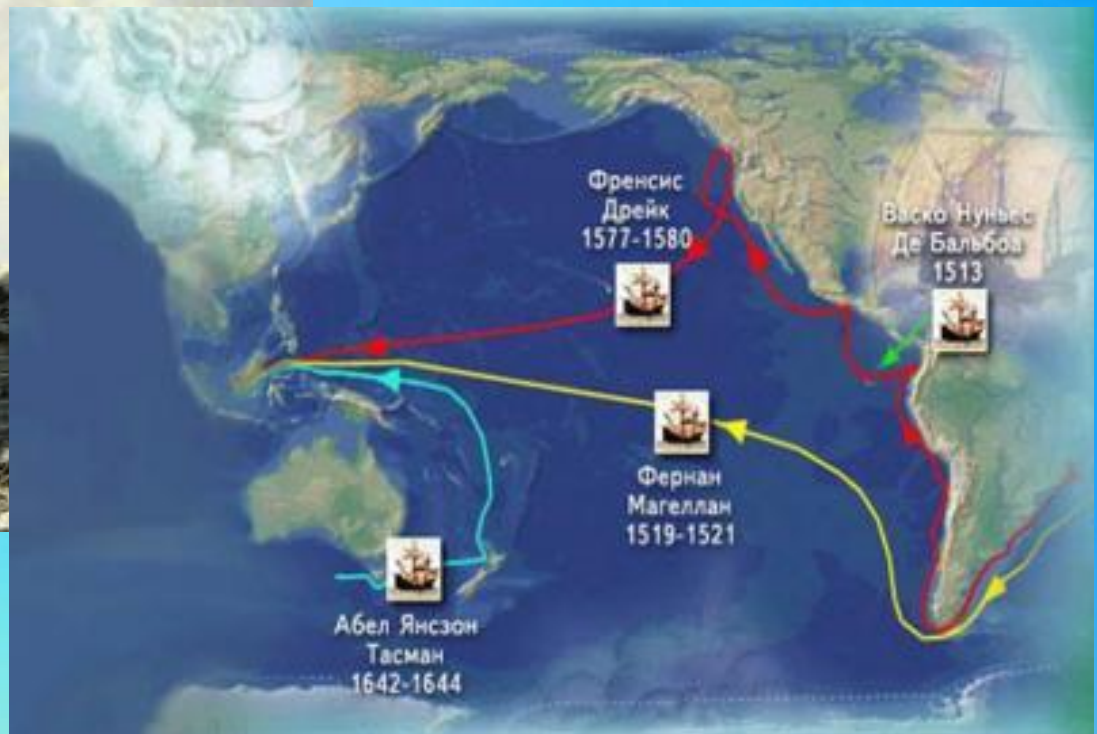 Френсис
Дрейк
1577-1580
Васко Нуньес
Де Бальбоа
1513
Фернан
Магеллан
1519-1521
Абел Янсзон
Тасман
1642-1644